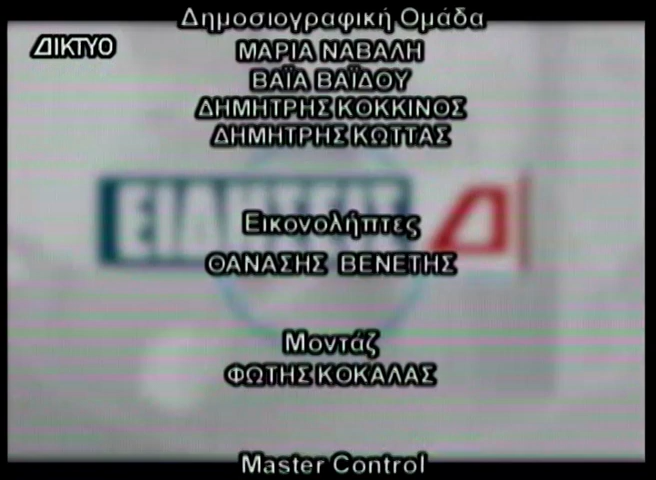 Δημοσιογραφική Ομάδα
ΔΙΚΤΥΟ
ΜΑΡΙΑ ΝΑΒΑΛΗ
ΒΑΪΑ ΒΑΪΔΟΥ
ΔΗΜΗΤΡΗΣ ΚΟΚΚΙΝΟΣ
ΔΗΜΗΤΡΗΣ ΚΩΤΤΑΣ
ΕΙΔΗΣΕΙΣ Δ
Εικονολήπτες
ΘΑΝΑΣΗΣ ΒΕΝΕΤΗΣ
Μοντάζ
ΦΩΤΗΣ ΚΟΚΑΛΑΣ
Master Control